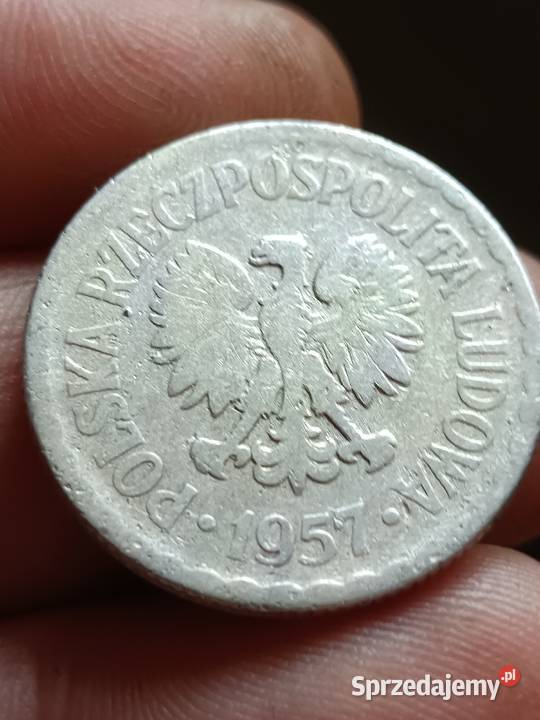 POLSKA RZECZPOSPOLITA LUDOWA
• 1957 •
Sprzedajemy.pl